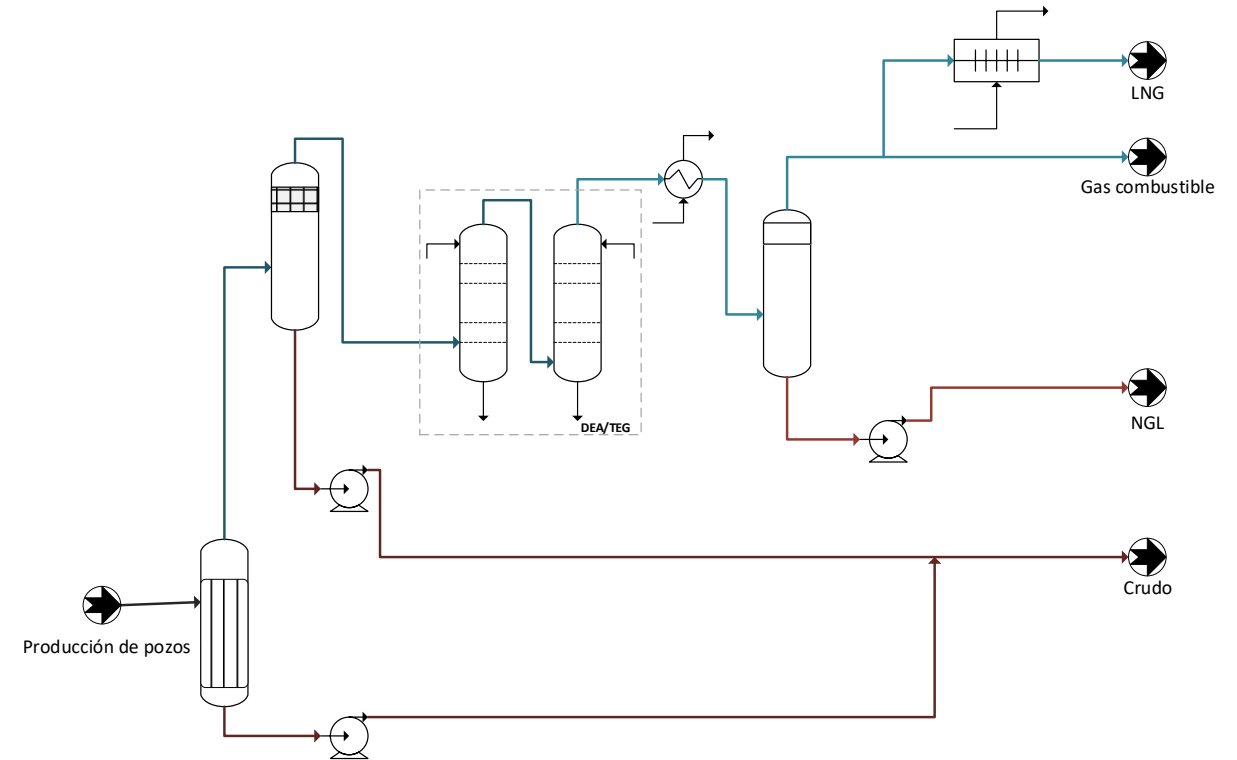 LNG
Gas combustible
DEA/TEG
NGL
Crudo
Producción de pozos